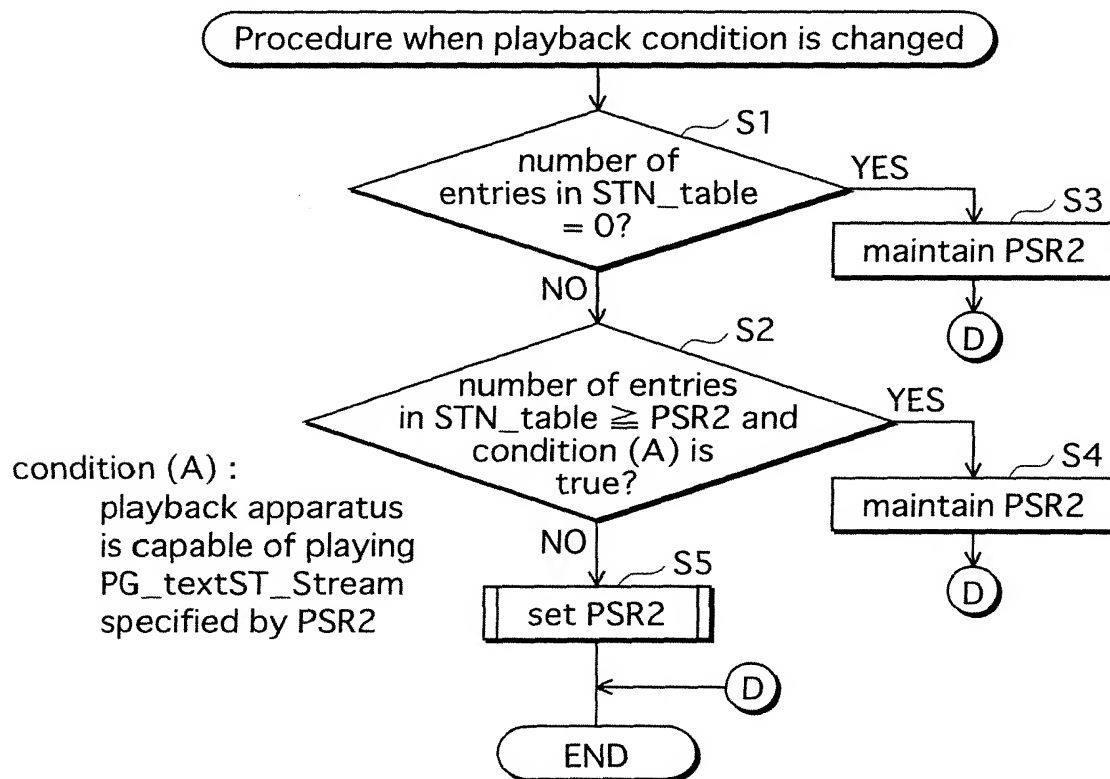 Procedure when playback condition is changed
S1
number of
entries in STN_table
= 0?
YES
S3
maintain PSR2
D
NO
S2
number of entries
in STN_table ≧ PSR2 and
condition (A) is
true?
YES
S4
maintain PSR2
D
condition (A) :
playback apparatus
is capable of playing
PG_textST_Stream
specified by PSR2
NO
S5
set PSR2
D
END